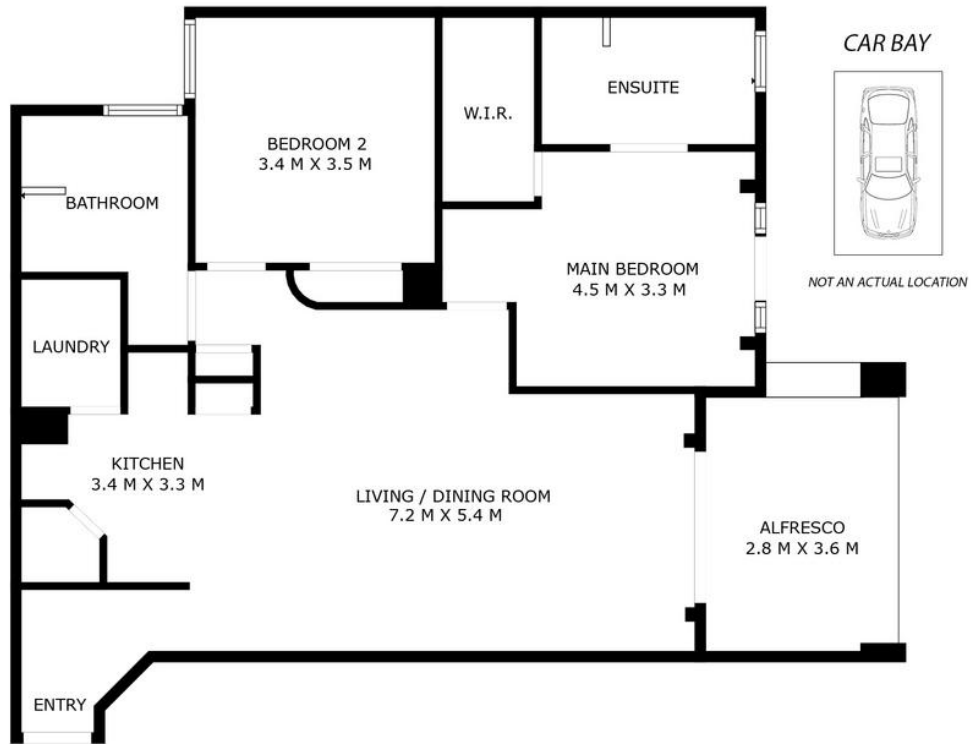 CAR BAY
ENSUITE
W.I.R.
BEDROOM 2
3.4 M X 3.5 M
BATHROOM
MAIN BEDROOM
4.5 M X 3.3 M
NOT AN ACTUAL LOCATION
LAUNDRY
KITCHEN
3.4 M X 3.3 M
LIVING / DINING ROOM
7.2 M X 5.4 M
ALFRESCO
2.8 M X 3.6 M
ENTRY